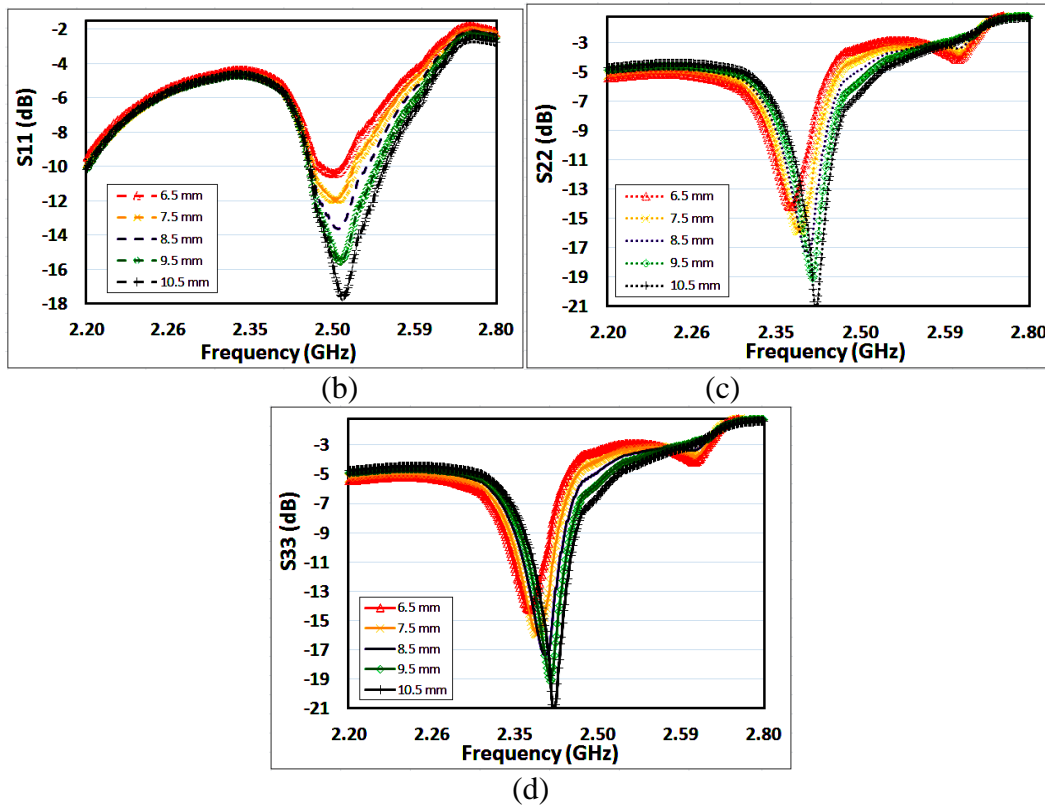 -2
-4
-6
-8
-10
-12
-14
-16
-18
S11 (dB)
6.5 mm
7.5 mm
8.5 mm
9.5 mm
10.5 mm
2.20 2.26 2.35 2.50 2.59 2.80
Frequency (GHz)
(b)
-3
-5
-7
-9
-11
-13
-15
-17
-19
-21
S22 (dB)
6.5 mm
7.5 mm
8.5 mm
9.5 mm
10.5 mm
2.20 2.26 2.35 2.50 2.59 2.80
Frequency (GHz)
(c)
-3
-5
-7
-9
-11
-13
-15
-17
-19
-21
S33 (dB)
6.5 mm
7.5 mm
8.5 mm
9.5 mm
10.5 mm
2.20 2.26 2.35 2.50 2.59 2.80
Frequency (GHz)
(d)